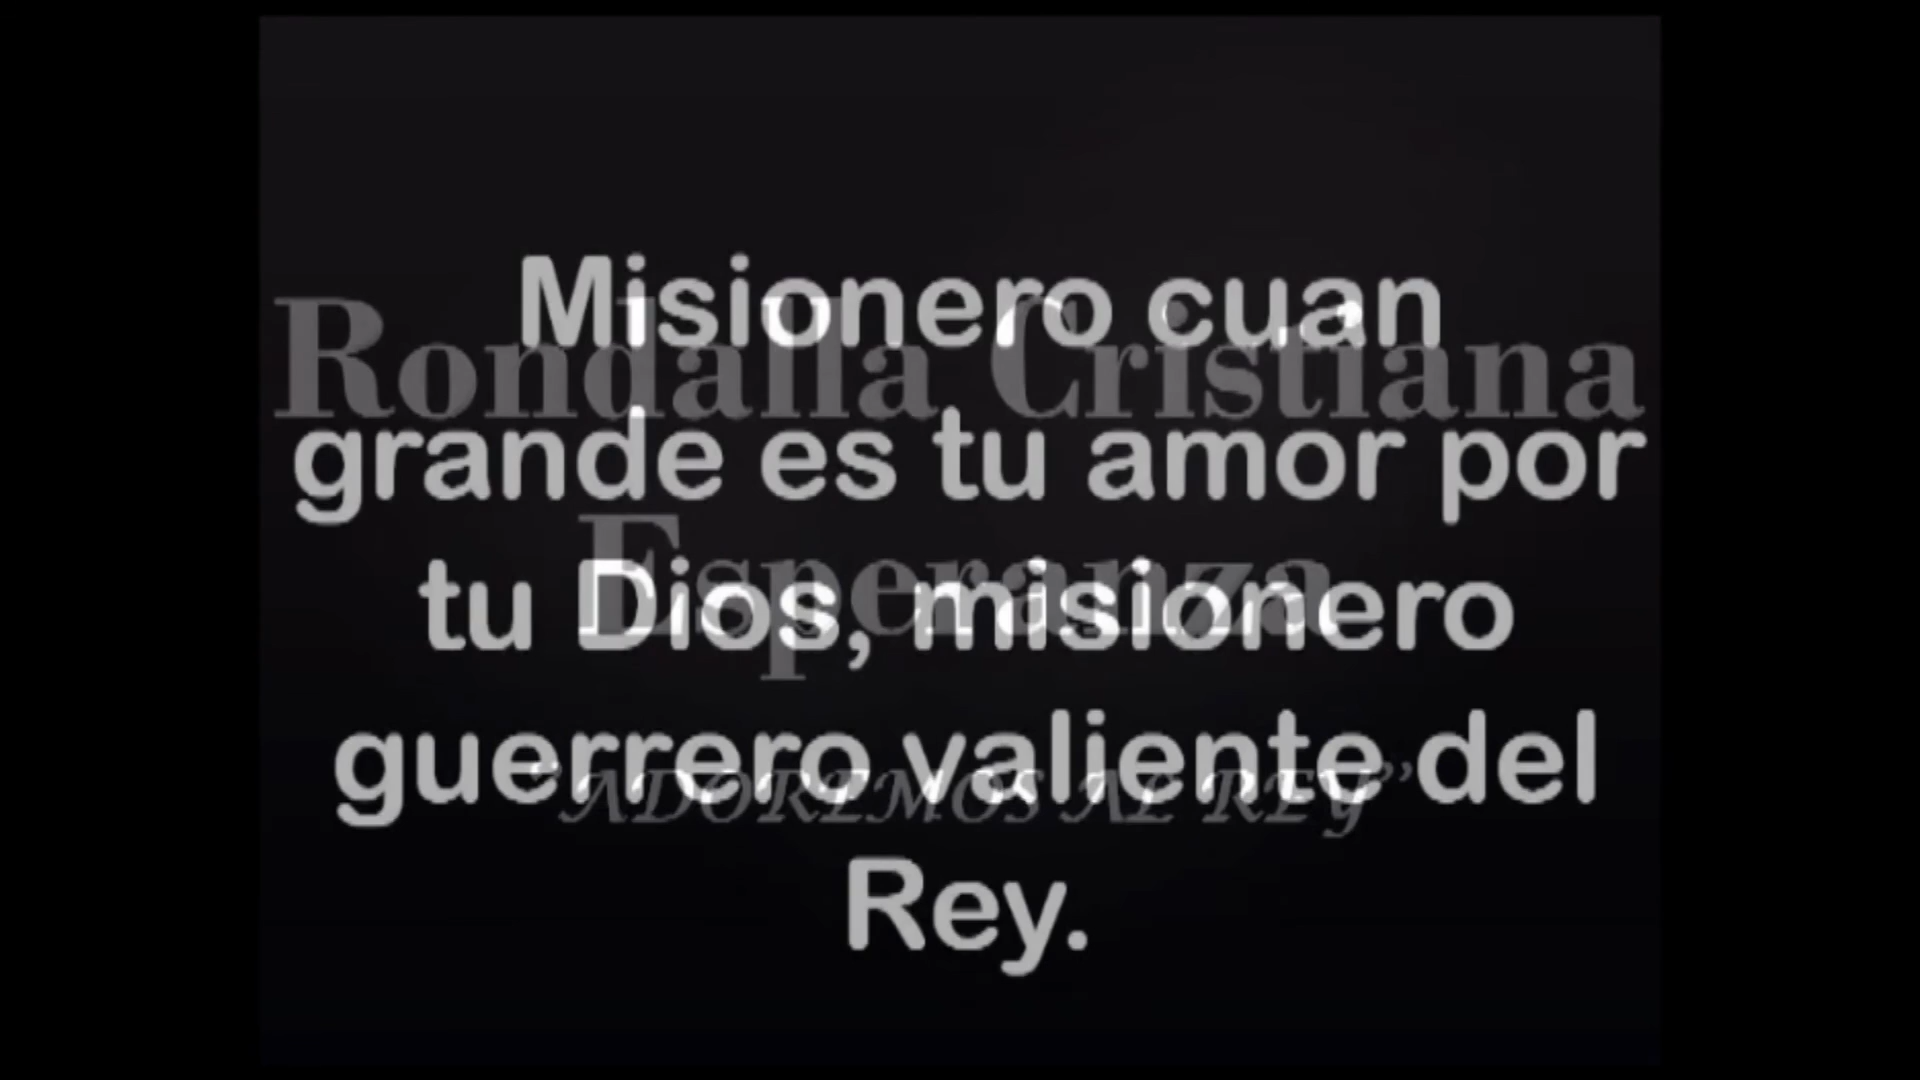 Misionero cuan
Rondalla Cristiana
grande es tu amor por
Esperanza
tu Dios, misionero
guerrero valiente del
“ADOREMOS AL REY”
Rey.